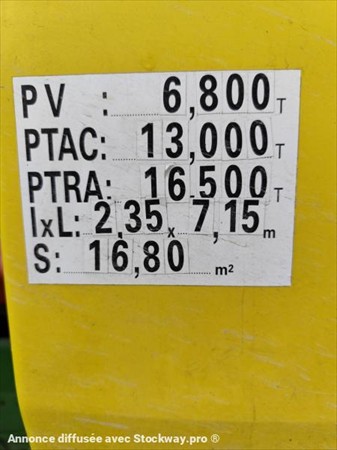 PV : 6,800 T
PTAC: 13,000 T
PTRA: 16,500 T
lxL: 2,35 x 7,15 m
S: 16,80 m²
Annonce diffusée avec Stockway.pro ®